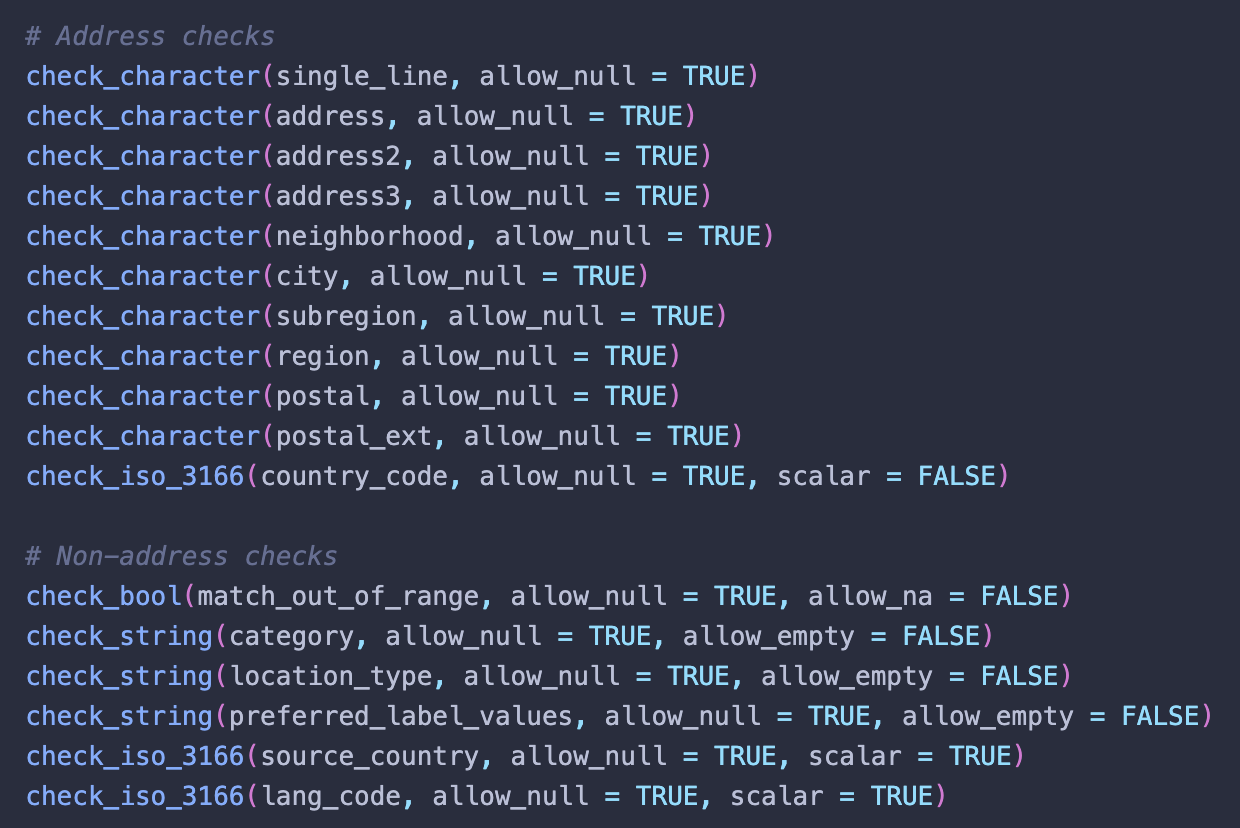 # Address checks
check_character(single_line, allow_null = TRUE)
check_character(address, allow_null = TRUE)
check_character(address2, allow_null = TRUE)
check_character(address3, allow_null = TRUE)
check_character(neighborhood, allow_null = TRUE)
check_character(city, allow_null = TRUE)
check_character(subregion, allow_null = TRUE)
check_character(region, allow_null = TRUE)
check_character(postal, allow_null = TRUE)
check_character(postal_ext, allow_null = TRUE)
check_iso_3166(country_code, allow_null = TRUE, scalar = FALSE)

# Non-address checks
check_bool(match_out_of_range, allow_null = TRUE, allow_na = FALSE)
check_string(category, allow_null = TRUE, allow_empty = FALSE)
check_string(location_type, allow_null = TRUE, allow_empty = FALSE)
check_string(preferred_label_values, allow_null = TRUE, allow_empty = FALSE)
check_iso_3166(source_country, allow_null = TRUE, scalar = TRUE)
check_iso_3166(lang_code, allow_null = TRUE, scalar = TRUE)